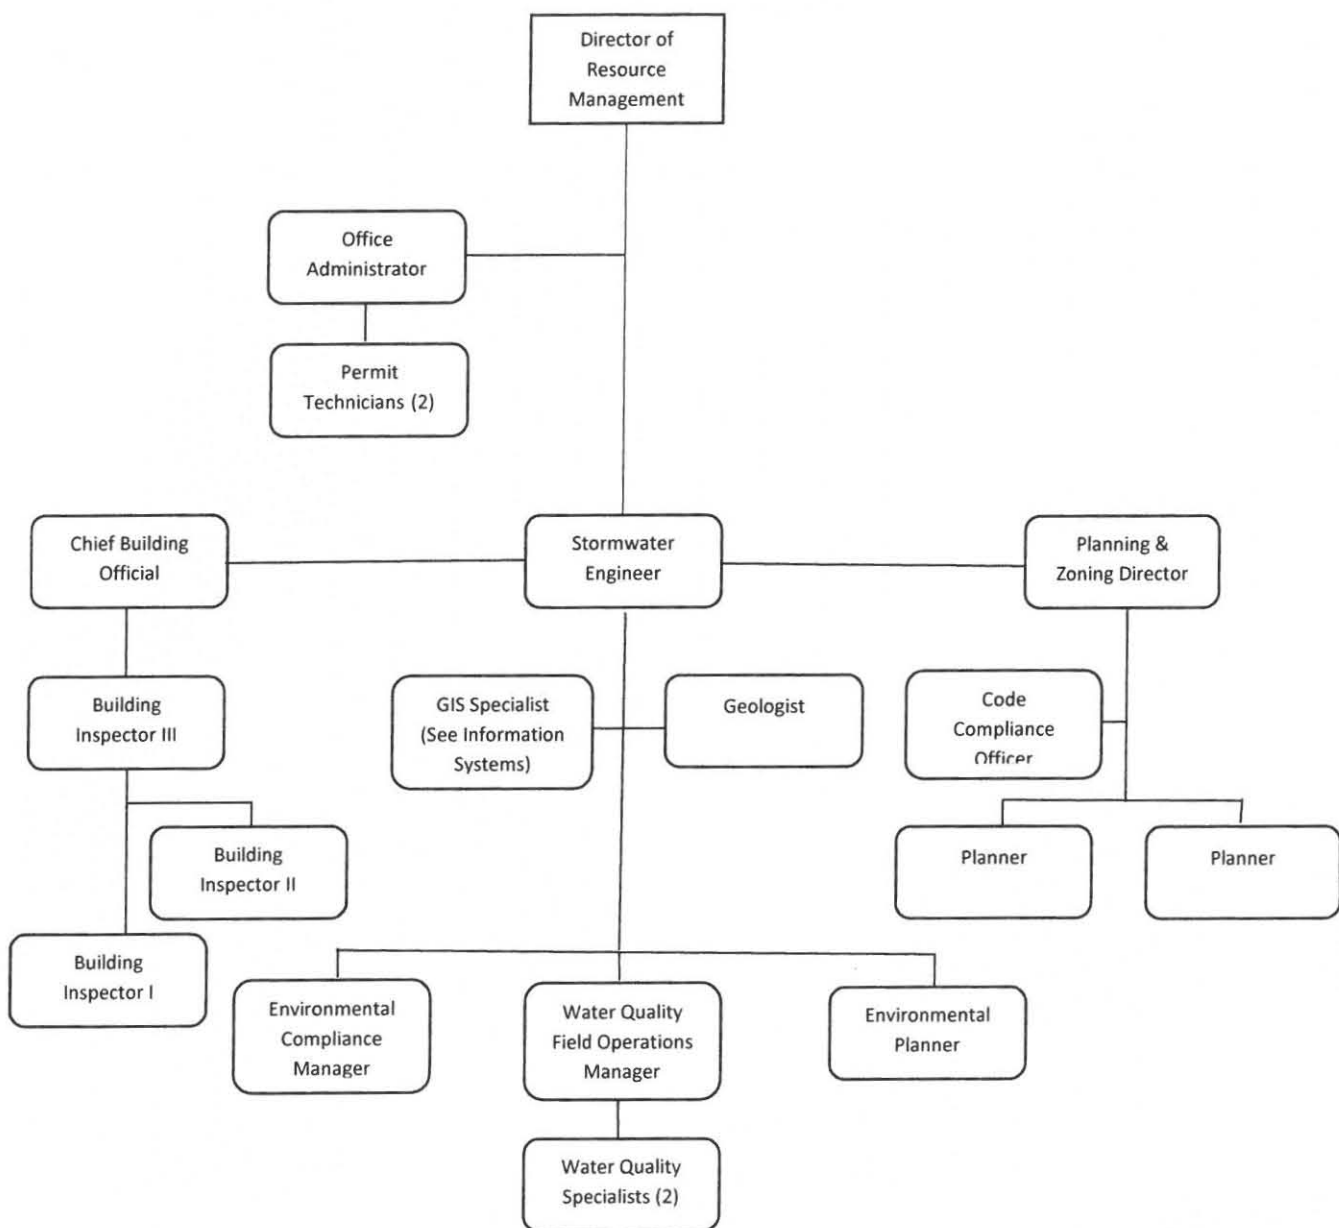 Director of
Resource
Management
Office
Administrator
Permit
Technicians (2)
Chief Building
Official
Stormwater
Engineer
Planning &
Zoning Director
Building
Inspector III
GIS Specialist
(See Information
Systems)
Geologist
Code
Compliance
Officer
Building
Inspector II
Planner
Planner
Building
Inspector I
Environmental
Compliance
Manager
Water Quality
Field Operations
Manager
Environmental
Planner
Water Quality
Specialists (2)